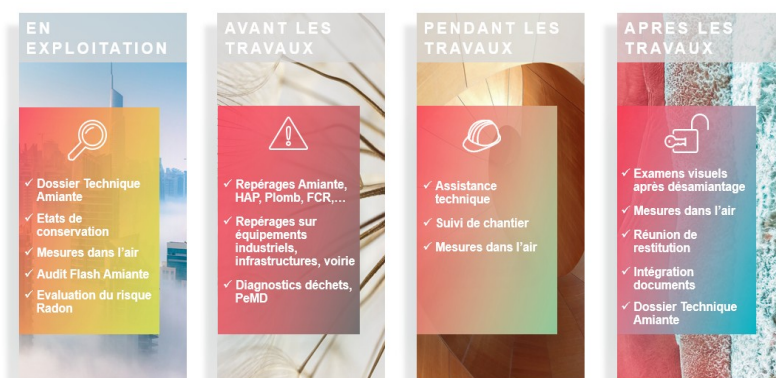 EN
EXPLOITATION
✓ Dossier Technique
Amiante
✓ Etats de
conservation
✓ Mesures dans l'air
✓ Audit Flash Amiante
✓ Evaluation du risque
Radon
AVANT LES
TRAVAUX
✓ Repérages Amiante,
HAP, Plomb, FCR,...
✓ Repérages sur
équipements
industriels,
infrastructures, voirie
✓ Diagnostics déchets,
PeMD
PENDANT LES
TRAVAUX
✓ Assistance
technique
✓ Suivi de chantier
✓ Mesures dans l'air
APRES LES
TRAVAUX
✓ Examens visuels
après désamiantage
✓ Mesures dans l'air
✓ Réunion de
restitution
✓ Intégration
documents
✓ Dossier Technique
Amiante